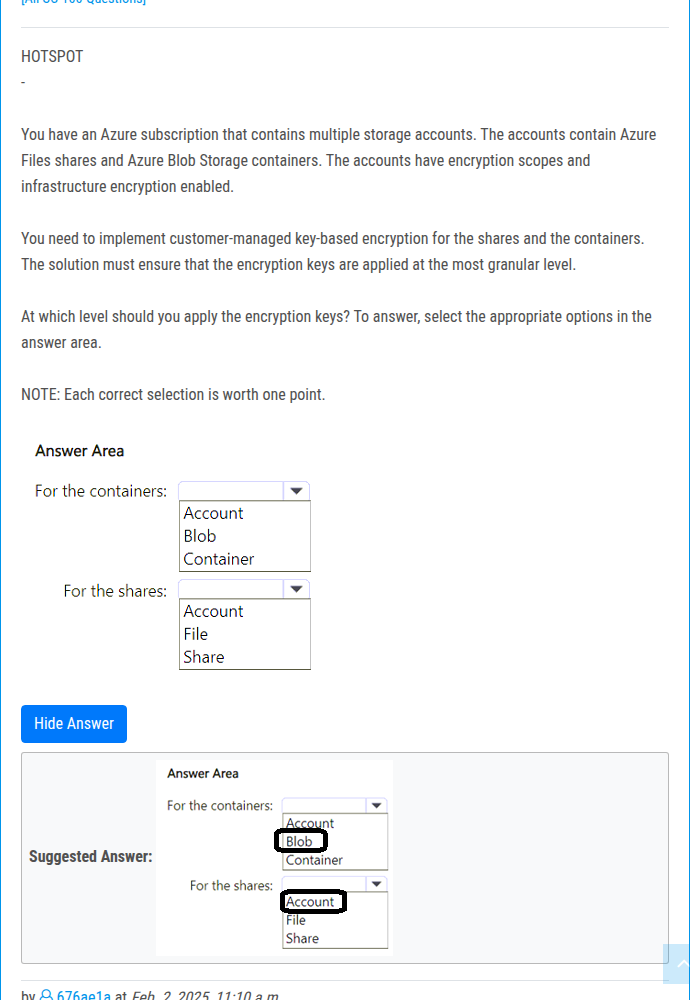 HOTSPOT
-
You have an Azure subscription that contains multiple storage accounts. The accounts contain Azure
Files shares and Azure Blob Storage containers. The accounts have encryption scopes and
infrastructure encryption enabled.
You need to implement customer-managed key-based encryption for the shares and the containers.
The solution must ensure that the encryption keys are applied at the most granular level.
At which level should you apply the encryption keys? To answer, select the appropriate options in the
answer area.
NOTE: Each correct selection is worth one point.
Answer Area
For the containers:
Account
Blob
Container
For the shares:
Account
File
Share
Hide Answer
Suggested Answer:
Answer Area
For the containers:
Account
Blob
Container
For the shares:
Account
File
Share
by 676ae1a at Feb. 2, 2025, 11:10 a.m.